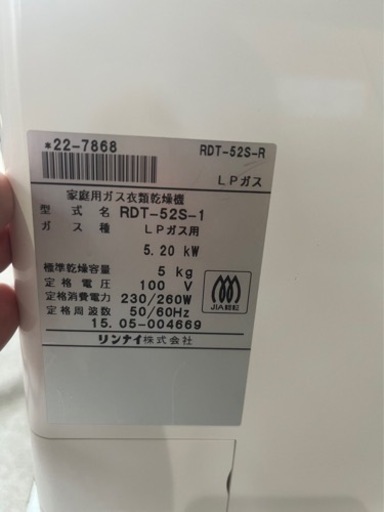 *22-7868 RDT-52S-R
LPガス
家庭用ガス衣類乾燥機
型式名 RDT-52S-1
ガス種 LPガス用
5.20 kW
標準乾燥容量 5 kg
定格電圧 100 V
定格消費電力 230/260W
定格周波数 50/60Hz
15.05-004669
JIA認証
リンナイ株式会社